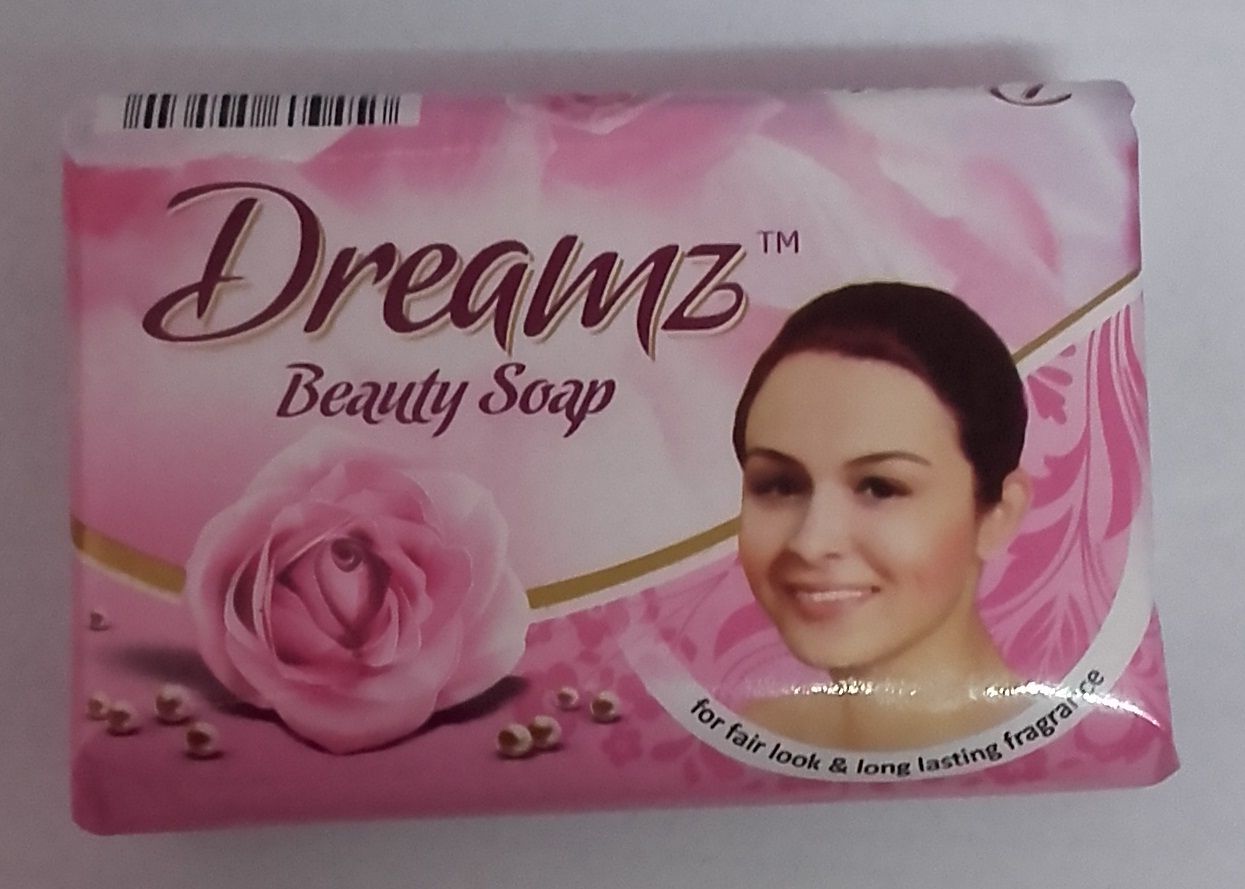 Dreamz™
Beauty Soap
for fair look & long lasting fragrance